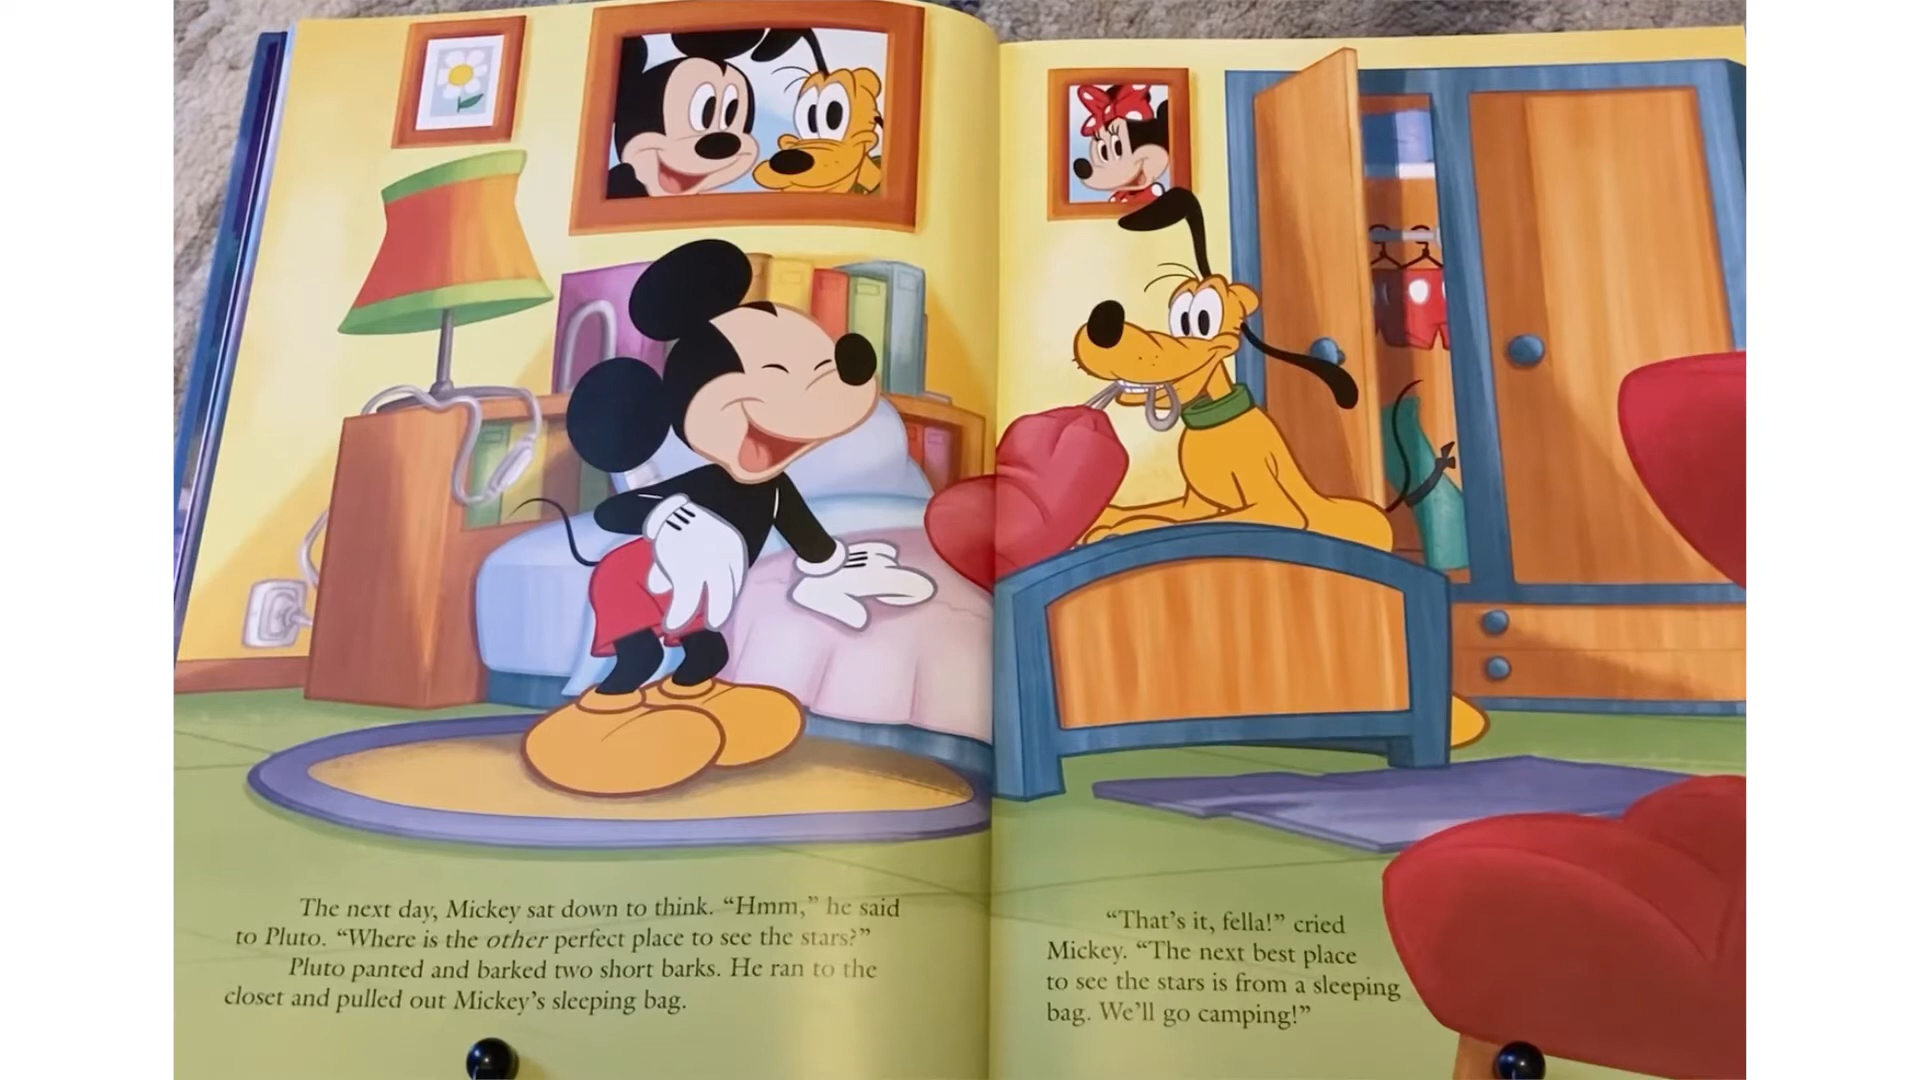 The next day, Mickey sat down to think. “Hmm,” he said
to Pluto. “Where is the other perfect place to see the stars?”
Pluto panted and barked two short barks. He ran to the
closet and pulled out Mickey’s sleeping bag.
“That’s it, fella!” cried
Mickey. “The next best place
to see the stars is from a sleeping
bag. We’ll go camping!”